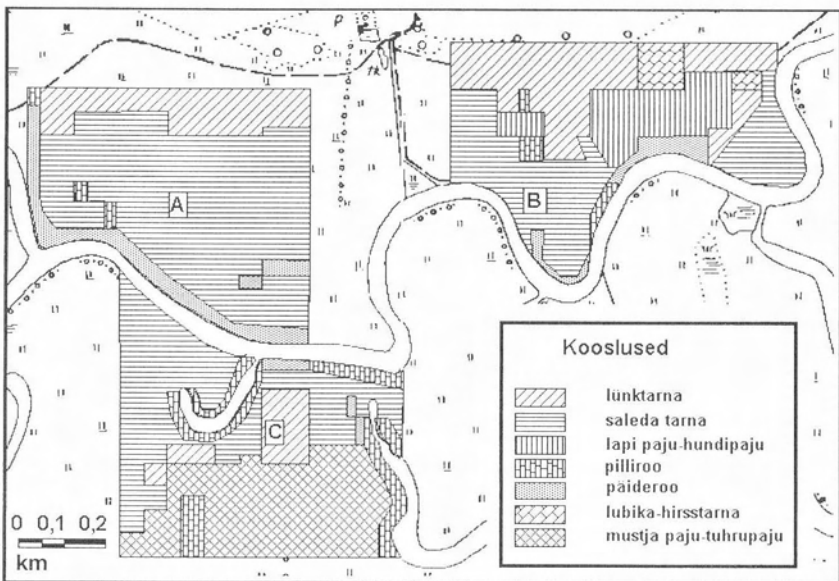 A
B
C
0 0,1 0,2
km
Kooslused
lünktarna
saleda tarna
lapi paju-hundipaju
pilliroo
päideroo
lubika-hirsstarna
mustja paju-tuhrupaju